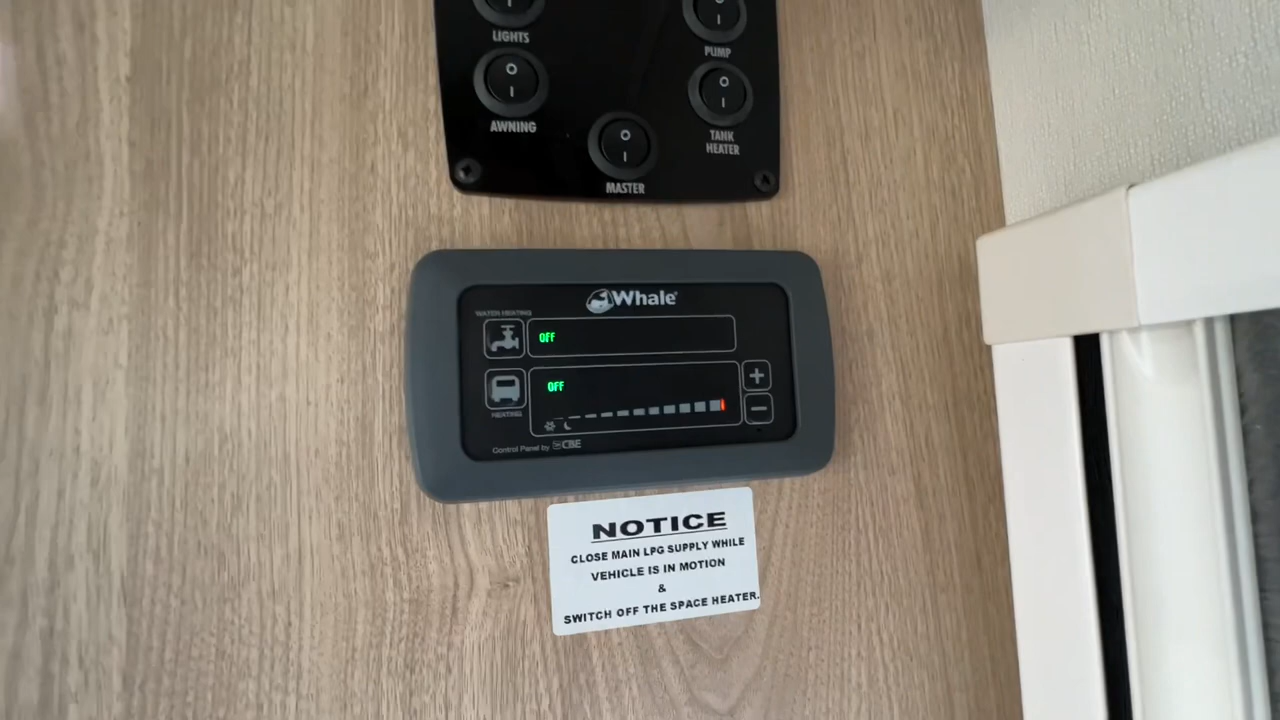 LIGHTS
PUMP
AWNING
TANK
HEATER
MASTER
Whale
WATER HEATING
OFF
OFF
HEATING
Control Panel by CBE
NOTICE
CLOSE MAIN LPG SUPPLY WHILE
VEHICLE IS IN MOTION
&
SWITCH OFF THE SPACE HEATER.